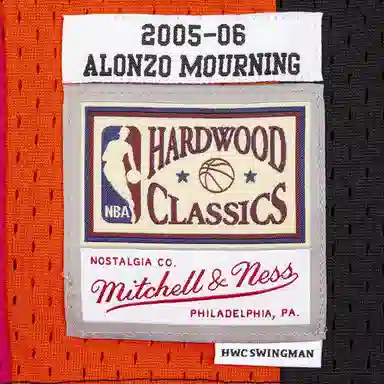 2005-06
ALONZO MOURNING
HARDWOOD
NBA
CLASSICS
NOSTALGIA CO.
Mitchell & Ness
PHILADELPHIA, PA.
HWC SWINGMAN